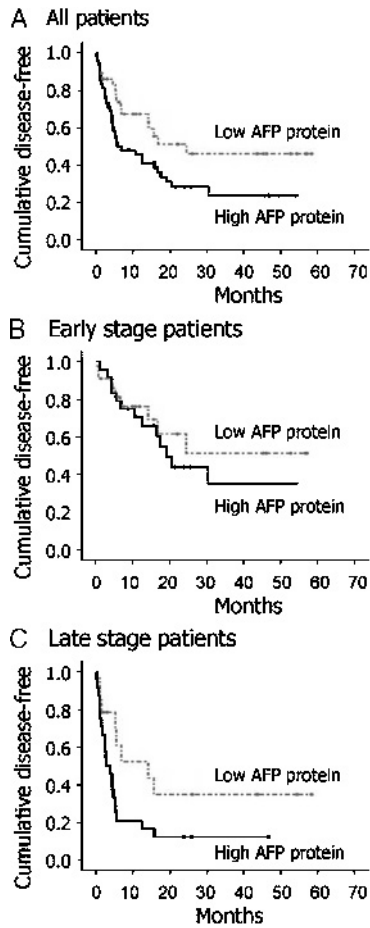 A All patients
Cumulative disease-free
1.0
0.8
0.6
0.4
0.2
0.0
Low AFP protein
High AFP protein
0 10 20 30 40 50 60 70
Months
B Early stage patients
Cumulative disease-free
1.0
0.8
0.6
0.4
0.2
0.0
Low AFP protein
High AFP protein
0 10 20 30 40 50 60 70
Months
C Late stage patients
Cumulative disease-free
1.0
0.8
0.6
0.4
0.2
0.0
Low AFP protein
High AFP protein
0 10 20 30 40 50 60 70
Months